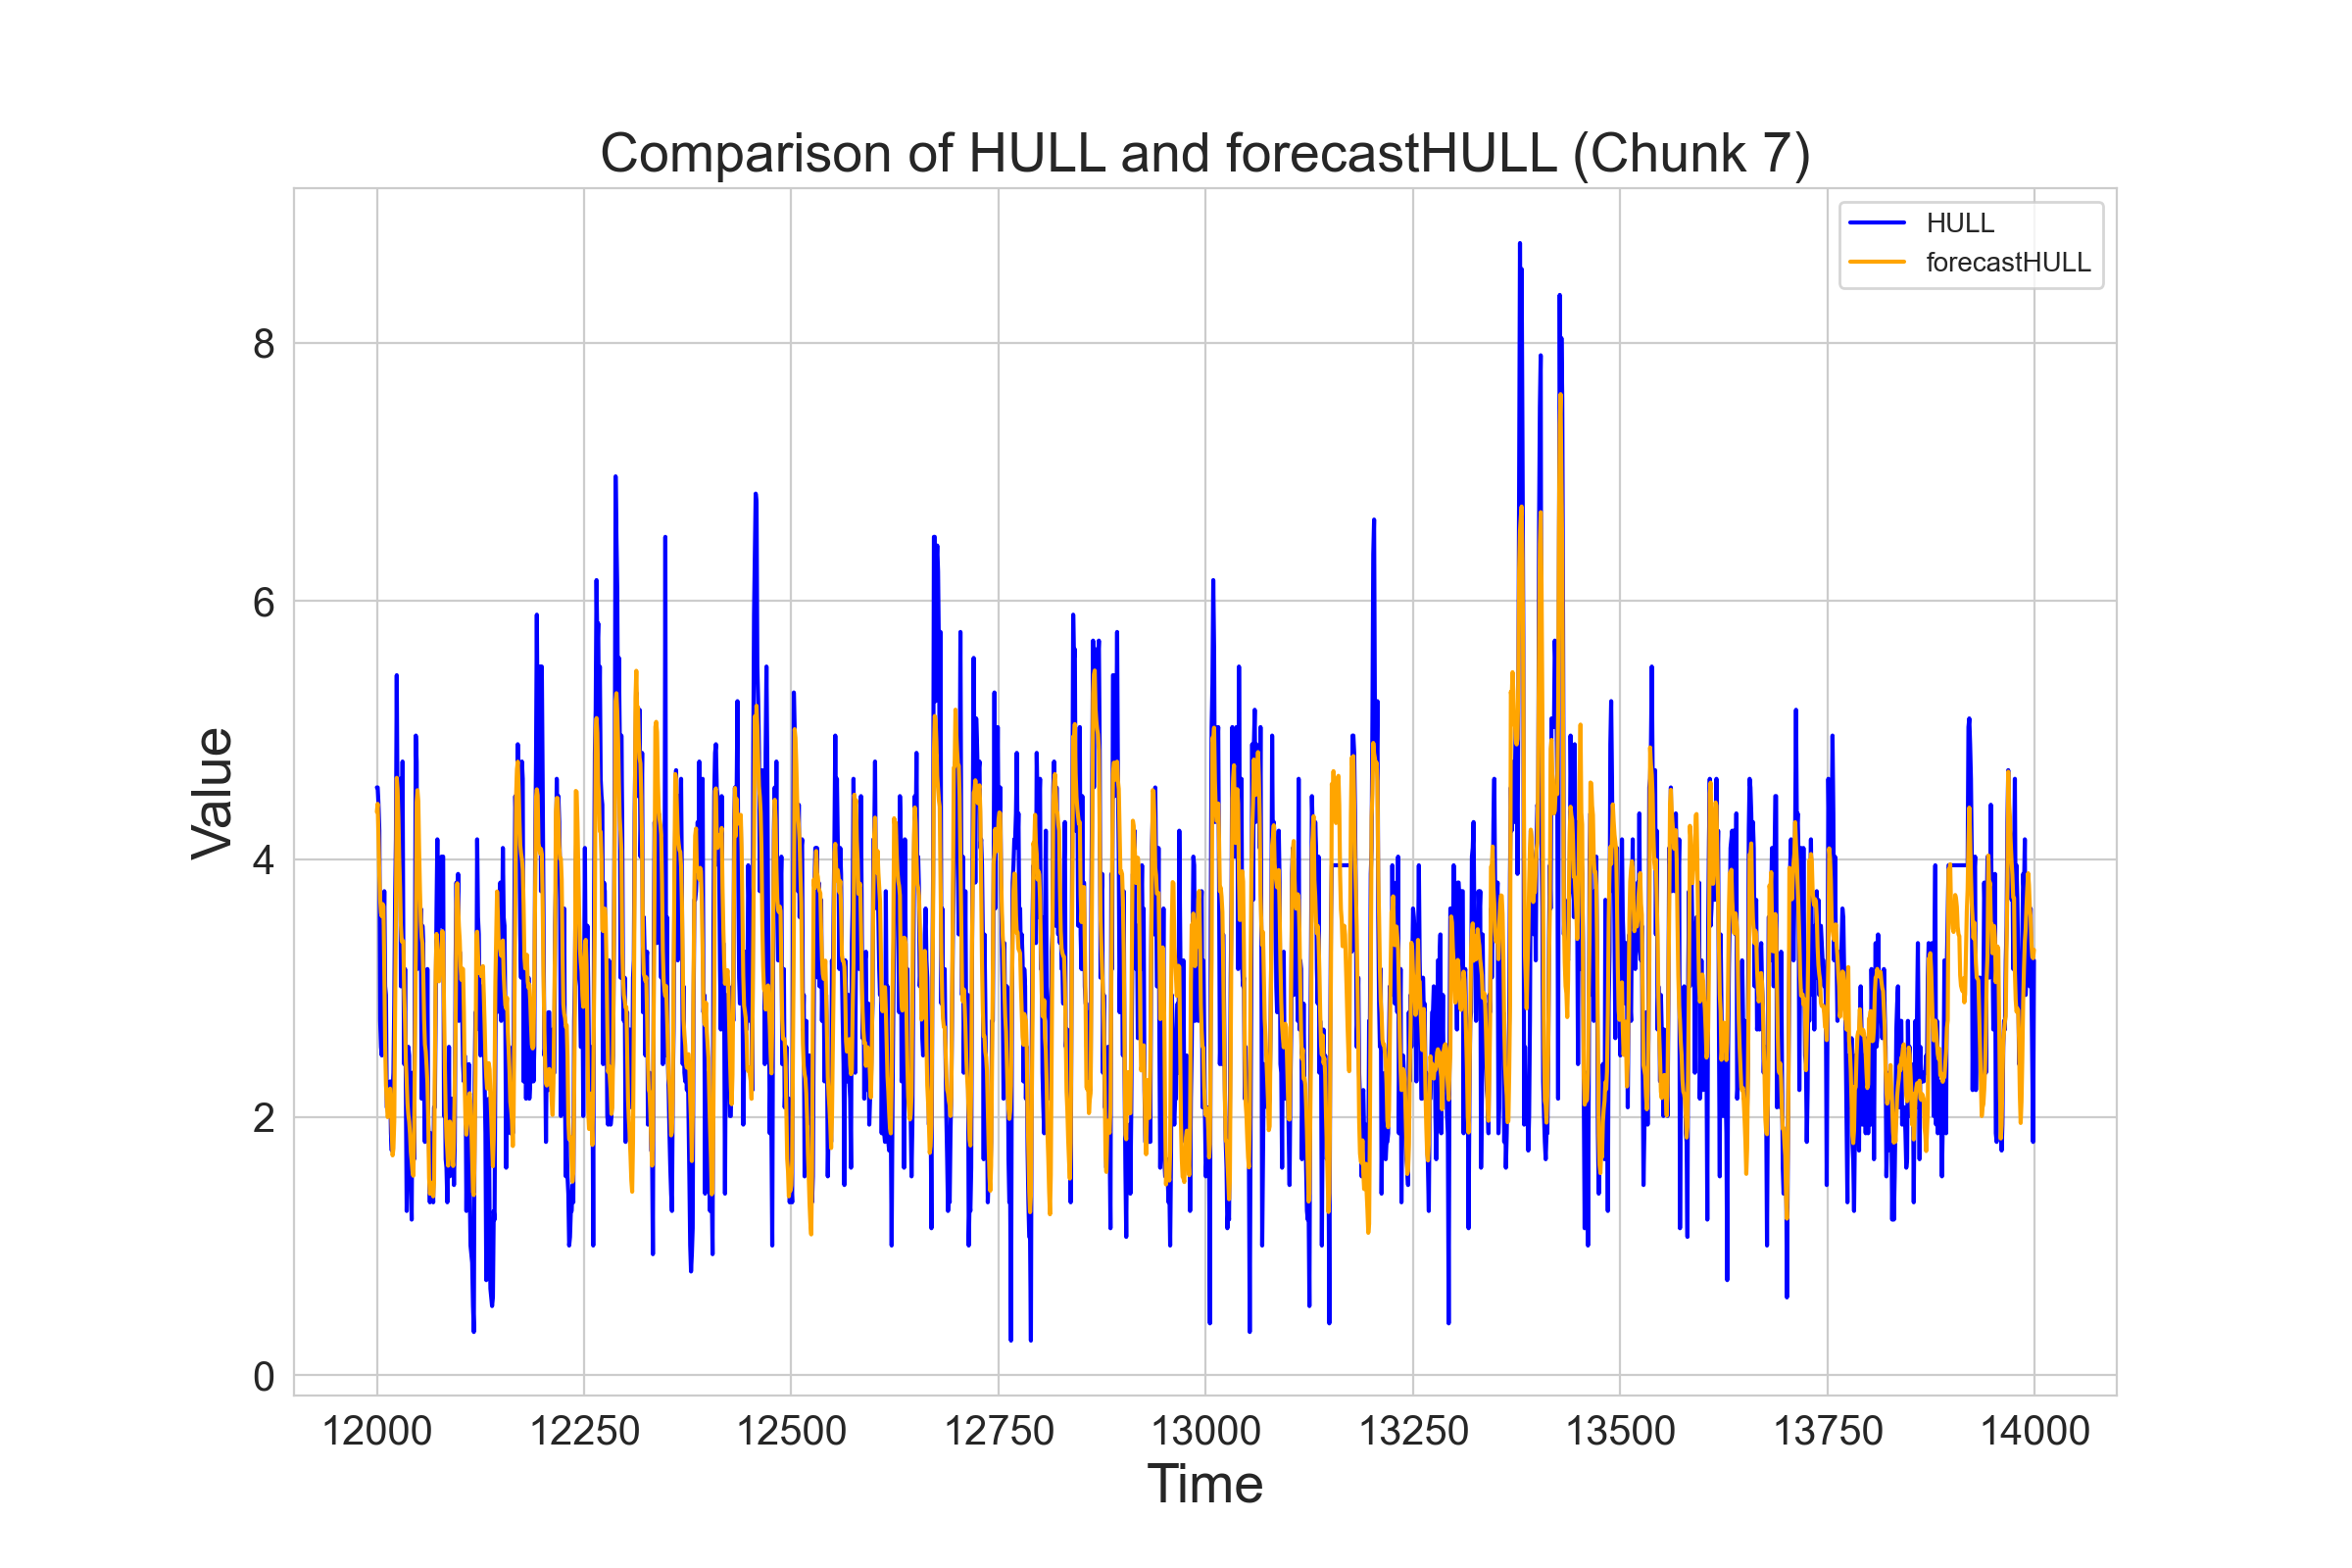 Comparison of HULL and forecastHULL (Chunk 7)
HULL
forecastHULL
Value
8
6
4
2
0
12000 12250 12500 12750 13000 13250 13500 13750 14000
Time